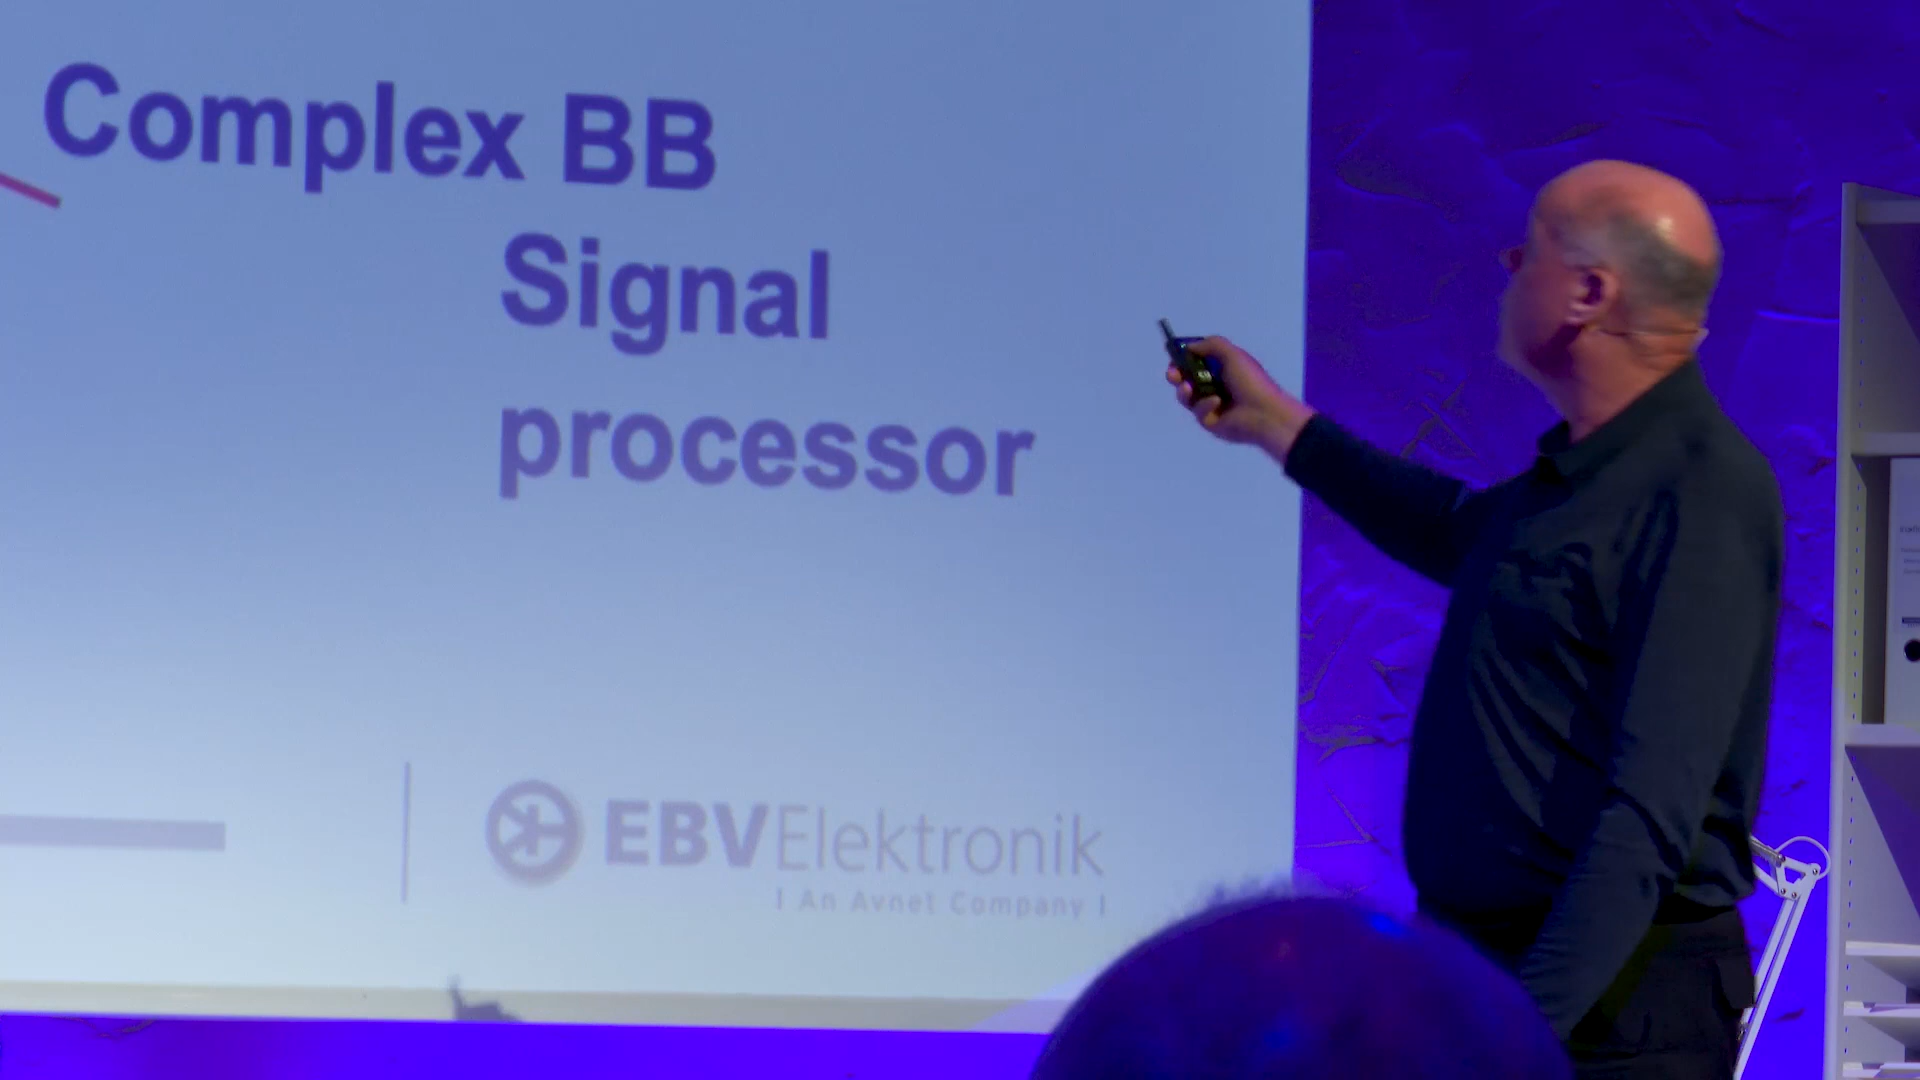 Complex BB
Signal
processor
EBVElektronik
| An Avnet Company |